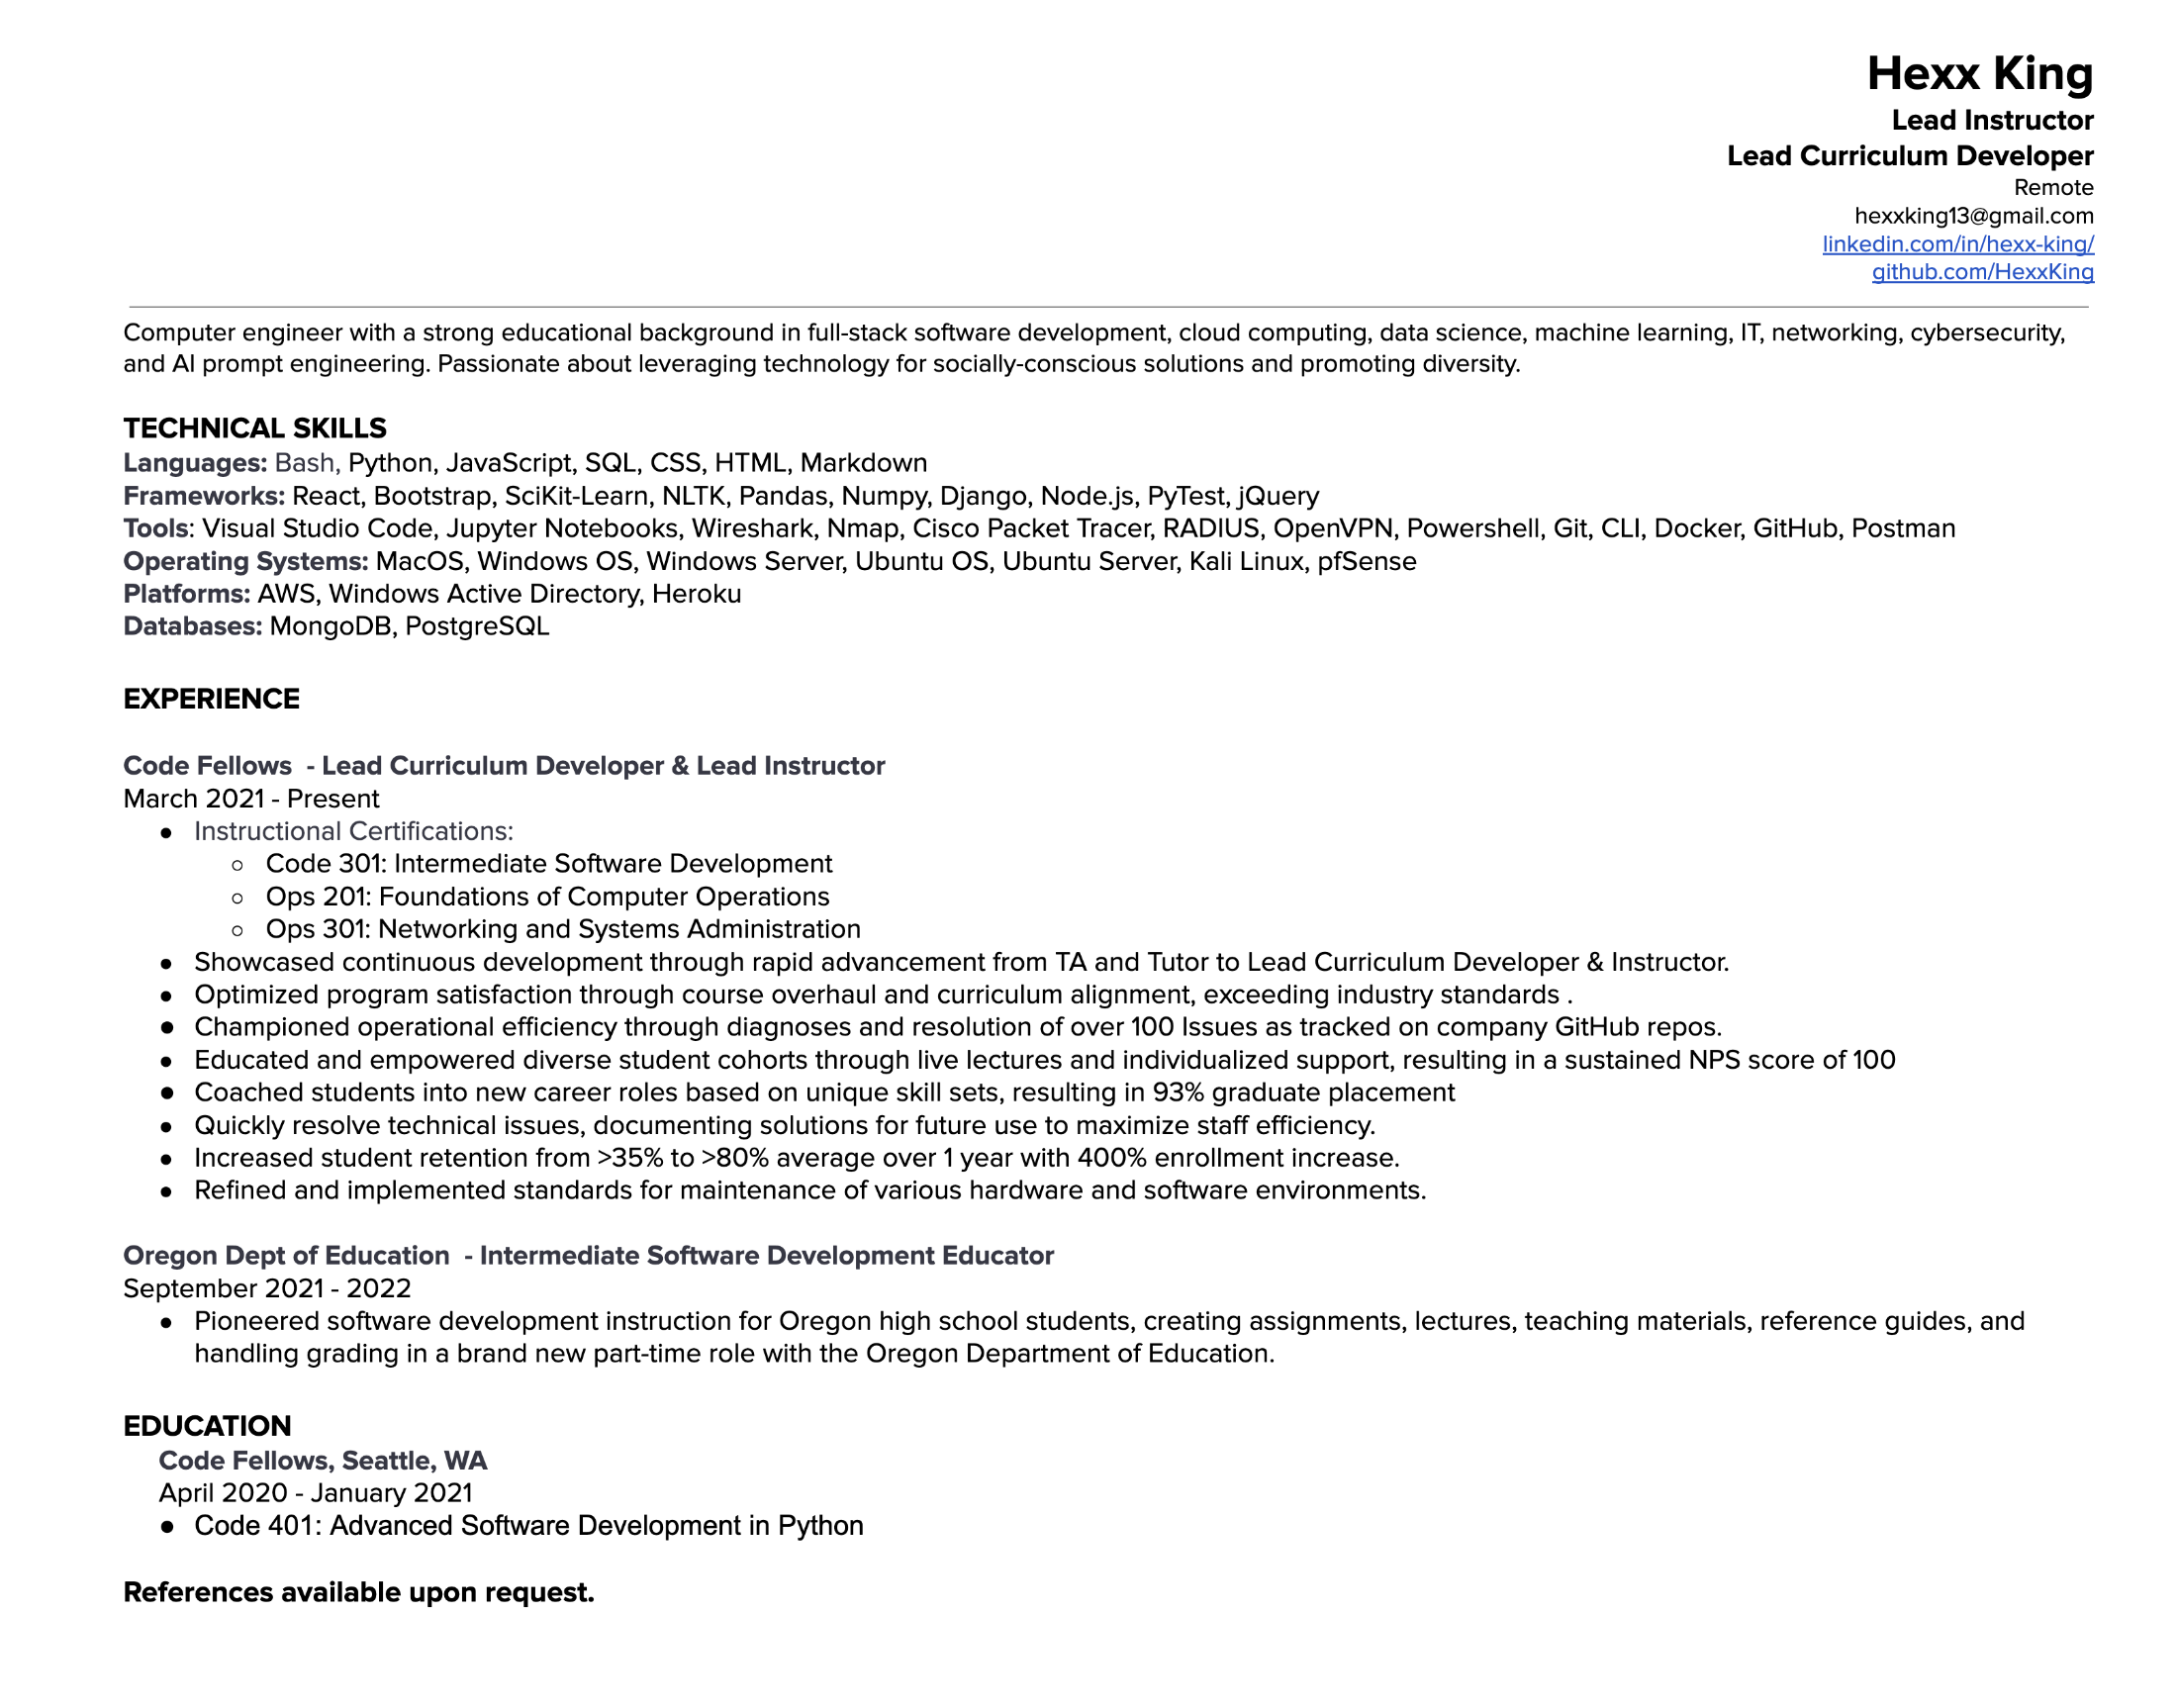 Hexx King
Lead Instructor
Lead Curriculum Developer
Remote
hexxking13@gmail.com
linkedin.com/in/hexx-king/
github.com/HexxKing
Computer engineer with a strong educational background in full-stack software development, cloud computing, data science, machine learning, IT, networking, cybersecurity,
and AI prompt engineering. Passionate about leveraging technology for socially-conscious solutions and promoting diversity.
TECHNICAL SKILLS
Languages: Bash, Python, JavaScript, SQL, CSS, HTML, Markdown
Frameworks: React, Bootstrap, SciKit-Learn, NLTK, Pandas, Numpy, Django, Node.js, PyTest, jQuery
Tools: Visual Studio Code, Jupyter Notebooks, Wireshark, Nmap, Cisco Packet Tracer, RADIUS, OpenVPN, Powershell, Git, CLI, Docker, GitHub, Postman
Operating Systems: MacOS, Windows OS, Windows Server, Ubuntu OS, Ubuntu Server, Kali Linux, pfSense
Platforms: AWS, Windows Active Directory, Heroku
Databases: MongoDB, PostgreSQL
EXPERIENCE
Code Fellows  - Lead Curriculum Developer & Lead Instructor
March 2021 - Present
● Instructional Certifications:
○ Code 301: Intermediate Software Development
○ Ops 201: Foundations of Computer Operations
○ Ops 301: Networking and Systems Administration
● Showcased continuous development through rapid advancement from TA and Tutor to Lead Curriculum Developer & Instructor.
● Optimized program satisfaction through course overhaul and curriculum alignment, exceeding industry standards .
● Championed operational efficiency through diagnoses and resolution of over 100 Issues as tracked on company GitHub repos.
● Educated and empowered diverse student cohorts through live lectures and individualized support, resulting in a sustained NPS score of 100
● Coached students into new career roles based on unique skill sets, resulting in 93% graduate placement
● Quickly resolve technical issues, documenting solutions for future use to maximize staff efficiency.
● Increased student retention from >35% to >80% average over 1 year with 400% enrollment increase.
● Refined and implemented standards for maintenance of various hardware and software environments.
Oregon Dept of Education  - Intermediate Software Development Educator
September 2021 - 2022
● Pioneered software development instruction for Oregon high school students, creating assignments, lectures, teaching materials, reference guides, and
handling grading in a brand new part-time role with the Oregon Department of Education.
EDUCATION
Code Fellows, Seattle, WA
April 2020 - January 2021
● Code 401: Advanced Software Development in Python
References available upon request.